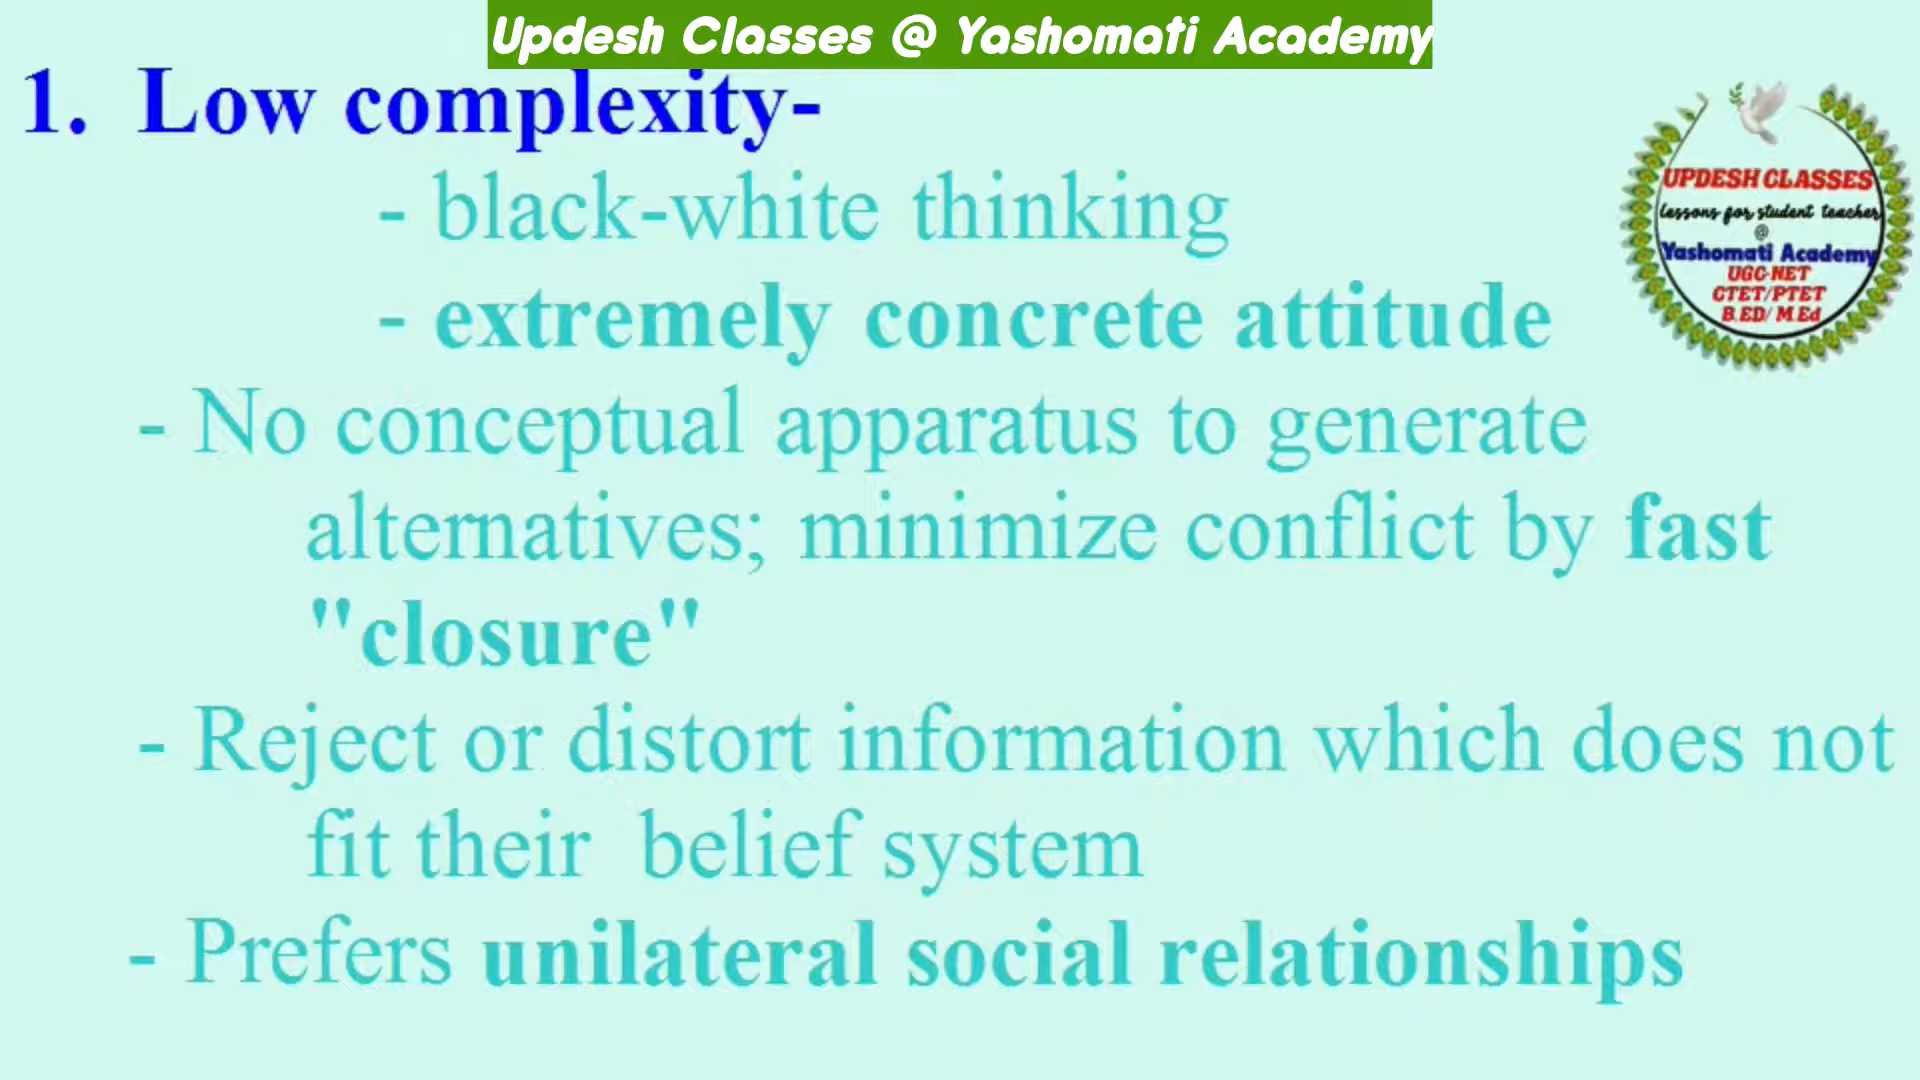 Updesh Classes @ Yashomati Academy
1. Low complexity-
- black-white thinking
- extremely concrete attitude
- No conceptual apparatus to generate
alternatives; minimize conflict by fast
"closure"
- Reject or distort information which does not
fit their belief system
- Prefers unilateral social relationships
UPDESH CLASSES
lessons for student teacher
@
Yashomati Academy
UGC-NET
CTET/PTET
B.ED/ M.Ed